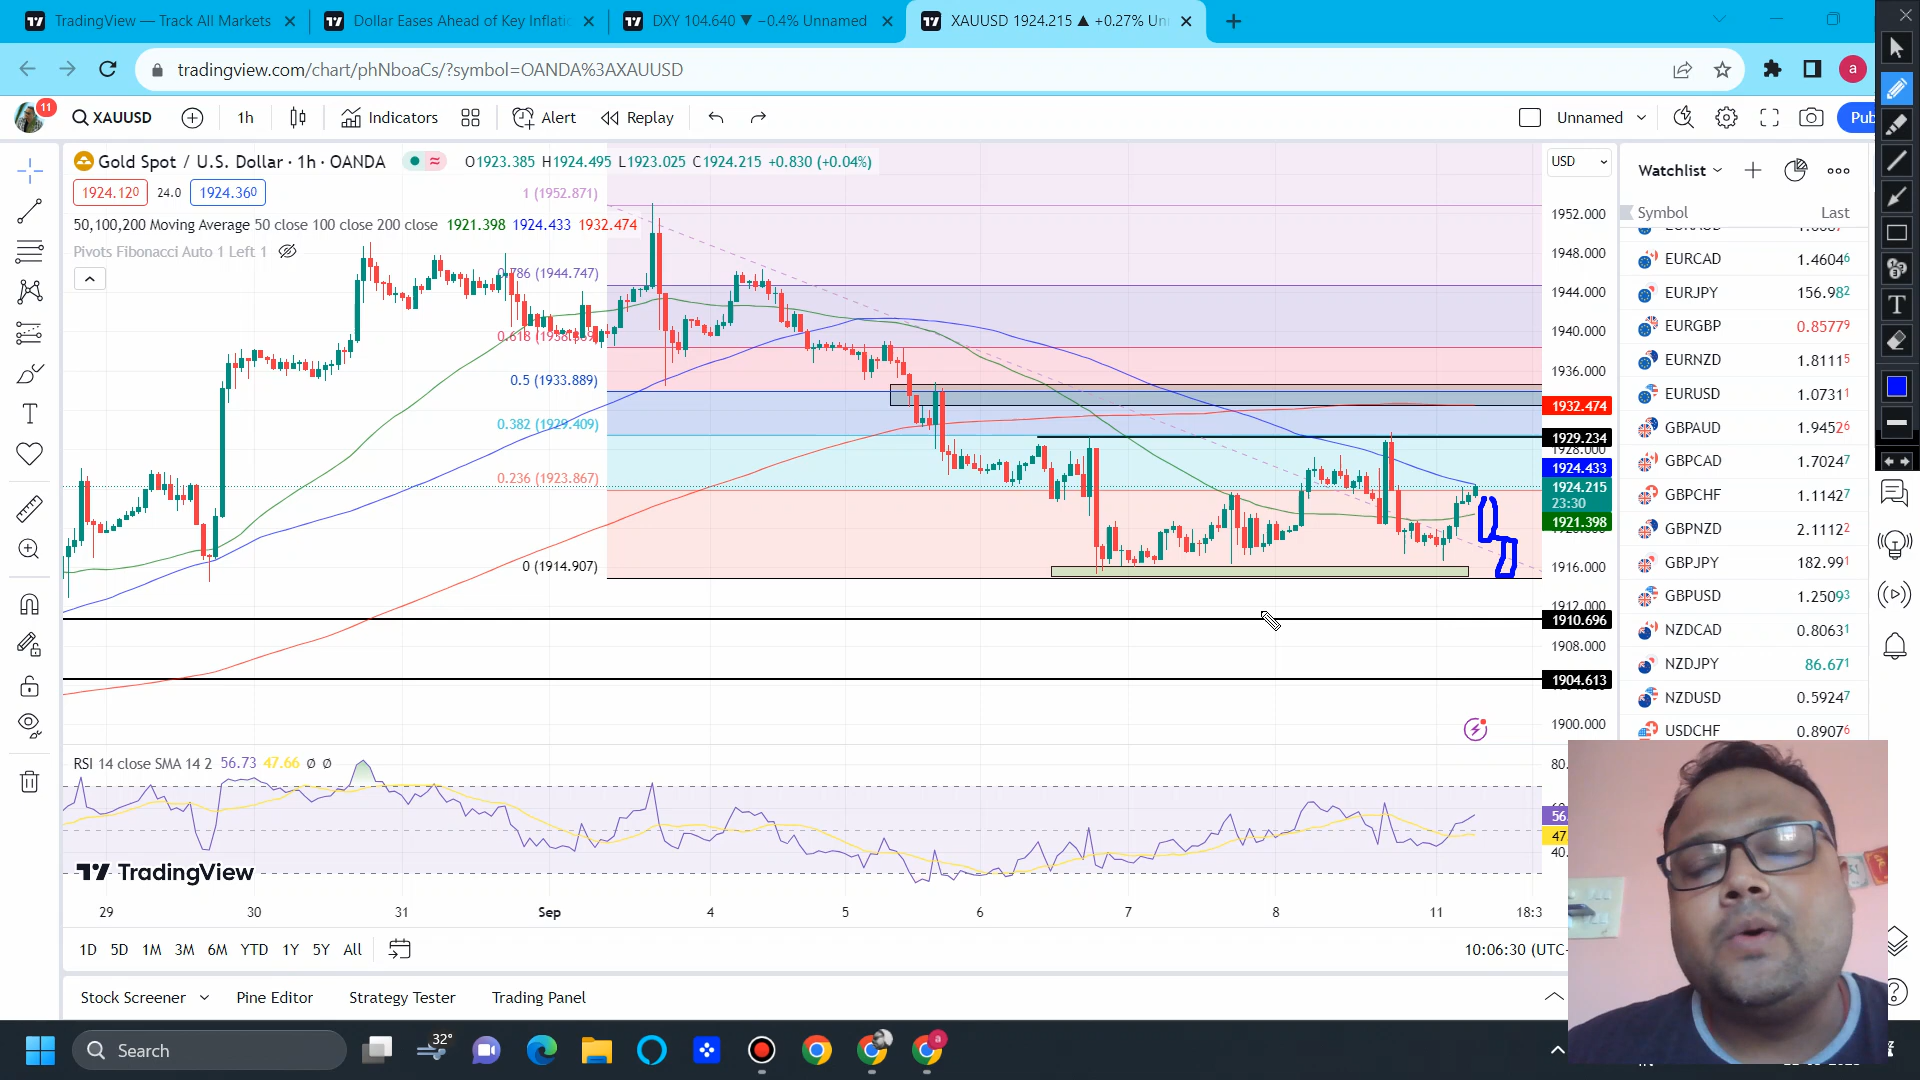 TradingView — Track All Markets
Dollar Eases Ahead of Key Inflatio
DXY 104.640 ▼ −0.4% Unnamed
XAUUSD 1924.215 ▲ +0.27% Un
tradingview.com/chart/phNboaCs/?symbol=OANDA%3AXAUUSD
a
11
XAUUSD
1h
Indicators
Alert
Replay
Unnamed
Pub
Gold Spot / U.S. Dollar · 1h · OANDA
O1923.385 H1924.495 L1923.025 C1924.215 +0.830 (+0.04%)
1924.120
24.0
1924.360
50,100,200 Moving Average 50 close 100 close 200 close 1921.398 1924.433 1932.474
Pivots Fibonacci Auto 1 Left 1
1 (1952.871)
0.786 (1944.747)
0.5 (1933.889)
0.382 (1929.409)
0.236 (1923.867)
0 (1914.907)
USD
1952.000
1948.000
1944.000
1940.000
1936.000
1932.474
1929.234
1928.000
1924.433
1924.215
23:30
1921.398
1916.000
1912.000
1910.696
1908.000
1904.613
1900.000
Watchlist
Symbol Last
EURCAD 1.46046
EURJPY 156.982
EURGBP 0.85779
EURNZD 1.81115
EURUSD 1.07311
GBPAUD 1.94526
GBPCAD 1.70247
GBPCHF 1.11427
GBPNZD 2.11122
GBPJPY 182.991
GBPUSD 1.25093
NZDCAD 0.80631
NZDJPY 86.671
NZDUSD 0.59247
USDCHF 0.89076
RSI 14 close SMA 14 2 56.73 47.66 Ø Ø
80.
56.
47.
40.
TradingView
29 30 31 Sep 4 5 6 7 8 11 18:3
1D 5D 1M 3M 6M YTD 1Y 5Y All
10:06:30 (UTC-
Stock Screener
Pine Editor
Strategy Tester
Trading Panel
Search
32°
a